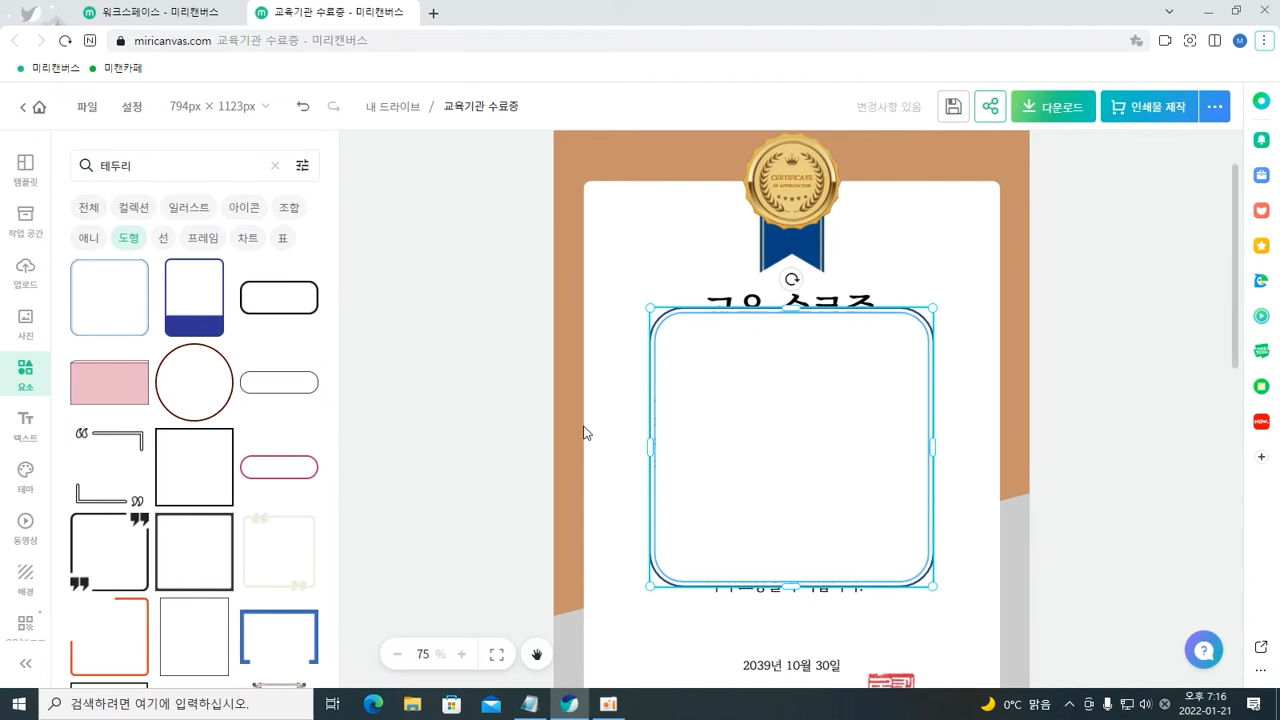 워크스페이스 - 미리캔버스
교육기관 수료증 - 미리캔버스
miricanvas.com 교육기관 수료증 - 미리캔버스
미리캔버스
미캔카페
파일
설정
794px × 1123px
내 드라이브 / 교육기관 수료증
변경사항 있음
다운로드
인쇄물 제작
템플릿
작업 공간
업로드
사진
요소
텍스트
테마
동영상
배경
테두리
전체
컬렉션
일러스트
아이콘
조합
애니
도형
선
프레임
차트
표
CERTIFICATE
OF APPRECIATION
교육 수료증
2039년 10월 30일
75 %
NOW.
검색하려면 여기에 입력하십시오.
0°C 맑음
오후 7:16
2022-01-21